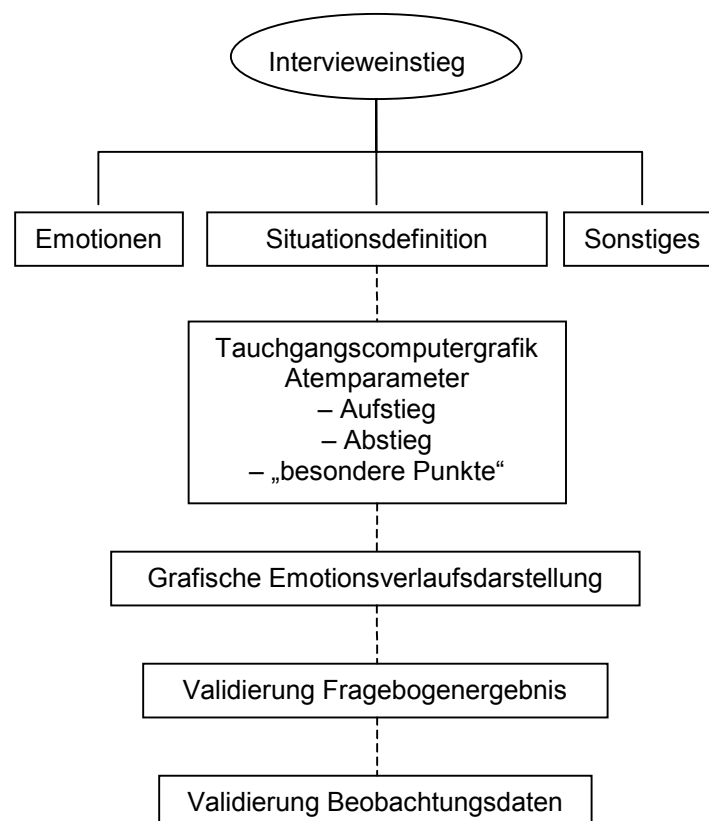 Intervieweinstieg
Emotionen
Situationsdefinition
Sonstiges
Tauchgangscomputergrafik
Atemparameter
– Aufstieg
– Abstieg
– „besondere Punkte“
Grafische Emotionsverlaufsdarstellung
Validierung Fragebogenergebnis
Validierung Beobachtungsdaten